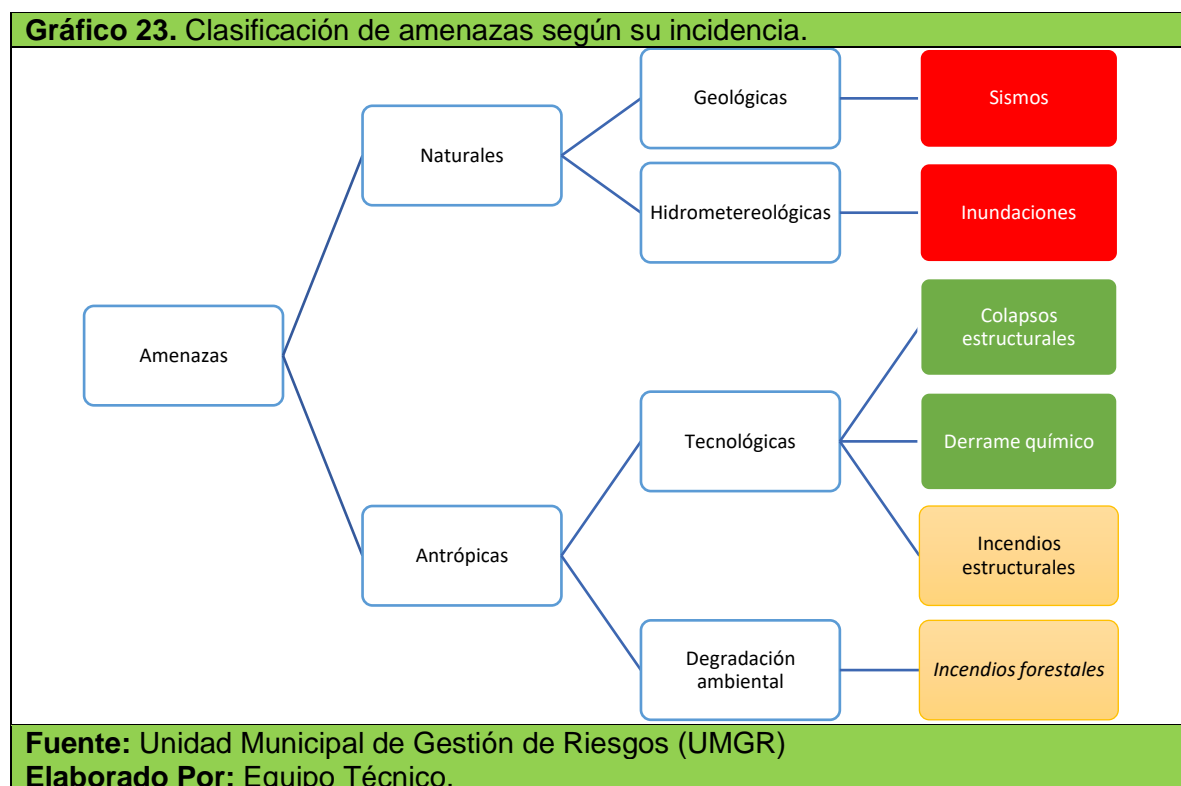 Gráfico 23. Clasificación de amenazas según su incidencia.
Geológicas
Sismos
Naturales
Hidrometereológicas
Inundaciones
Amenazas
Colapsos
estructurales
Tecnológicas
Derrame químico
Antrópicas
Incendios
estructurales
Degradación
ambiental
Incendios forestales
Fuente: Unidad Municipal de Gestión de Riesgos (UMGR)
Elaborado Por: Equipo Técnico.